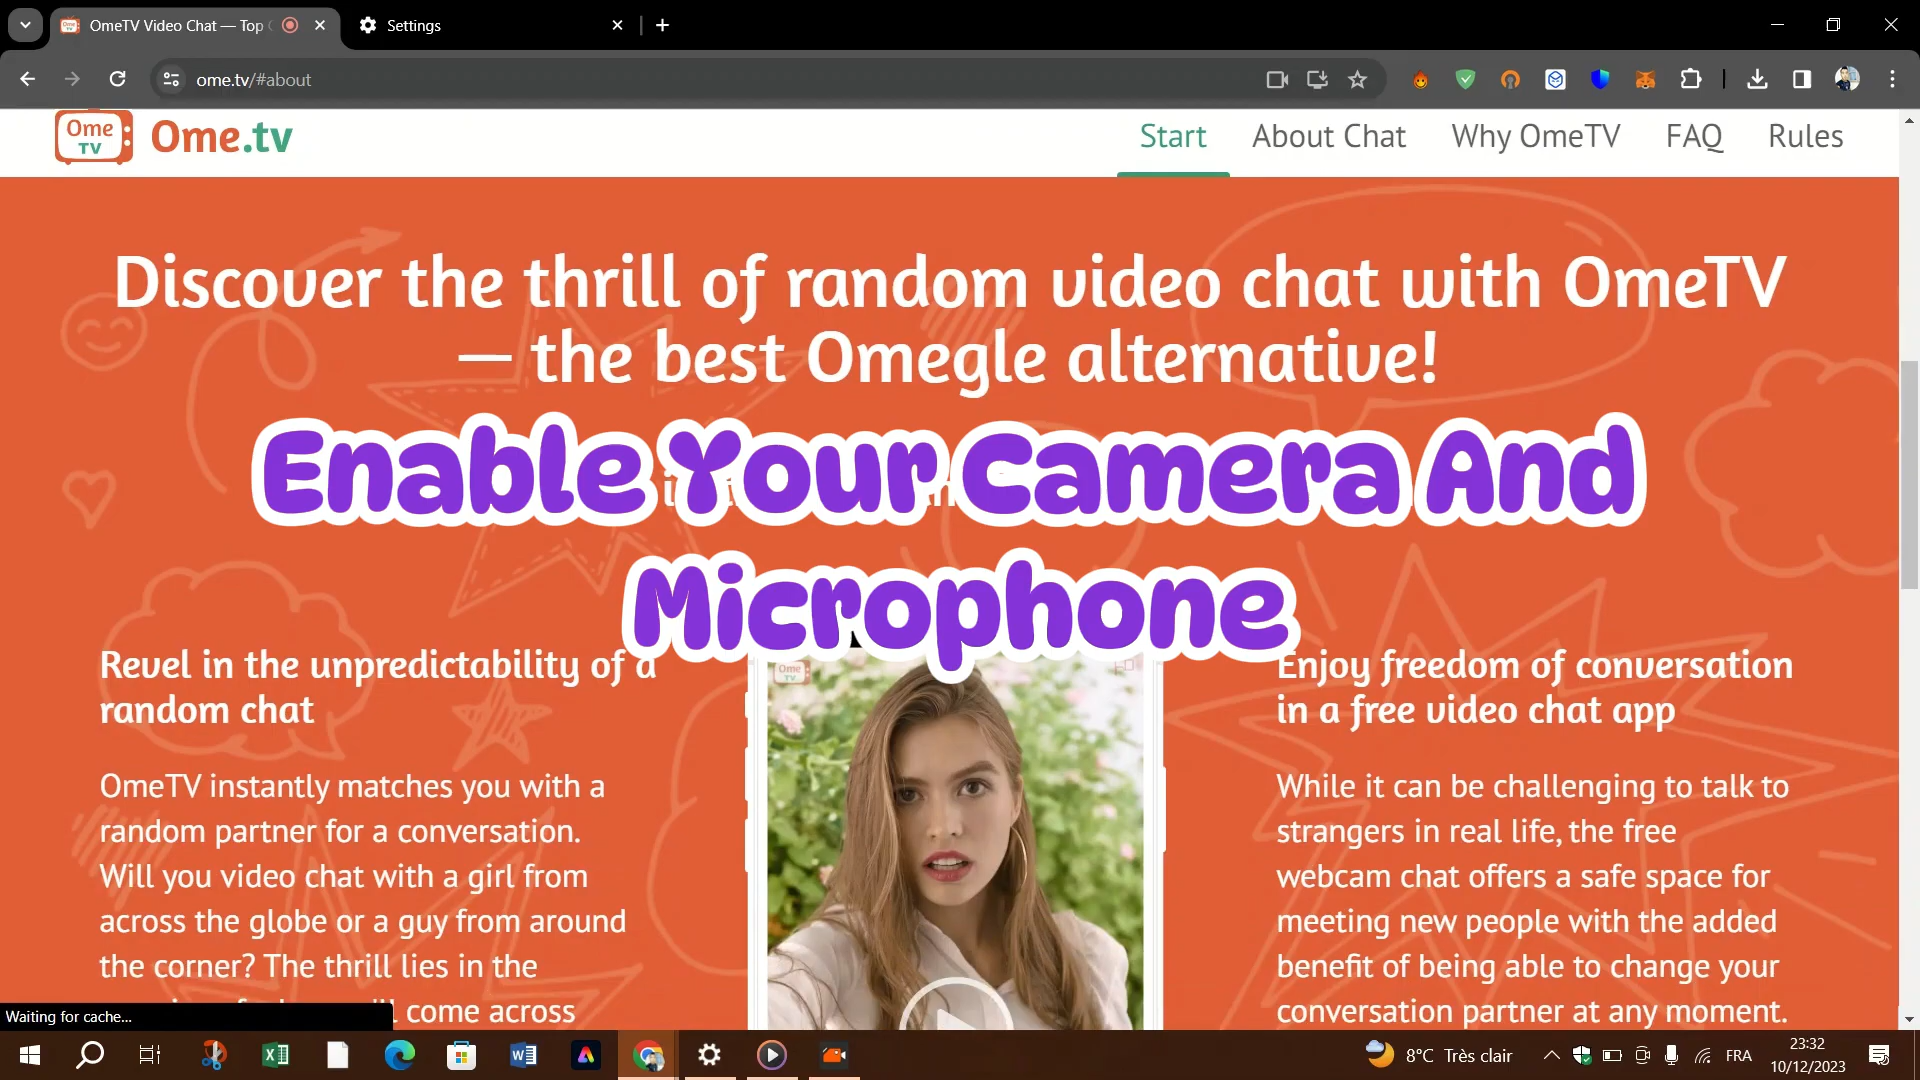 OmeTV Video Chat — Top
Settings
ome.tv/#about
Ome
TV
Ome.tv
Start
About Chat
Why OmeTV
FAQ
Rules
Discover the thrill of random video chat with OmeTV
— the best Omegle alternative!
Enable Your Camera And
Microphone
Revel in the unpredictability of a
random chat
OmeTV instantly matches you with a
random partner for a conversation.
Will you video chat with a girl from
across the globe or a guy from around
the corner? The thrill lies in the
come across
Ome
TV
Enjoy freedom of conversation
in a free video chat app
While it can be challenging to talk to
strangers in real life, the free
webcam chat offers a safe space for
meeting new people with the added
benefit of being able to change your
conversation partner at any moment.
Waiting for cache...
8°C Très clair
FRA
23:32
10/12/2023